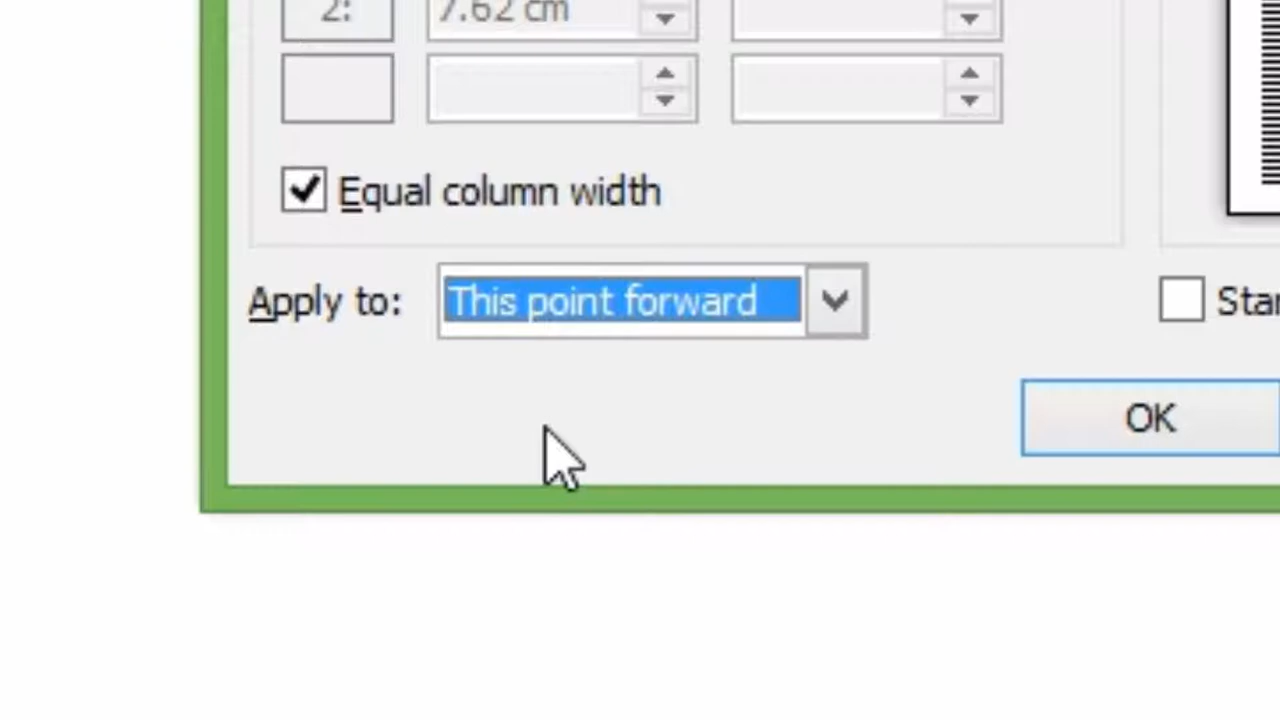 2: 7.62 cm
Equal column width
Apply to: This point forward
OK